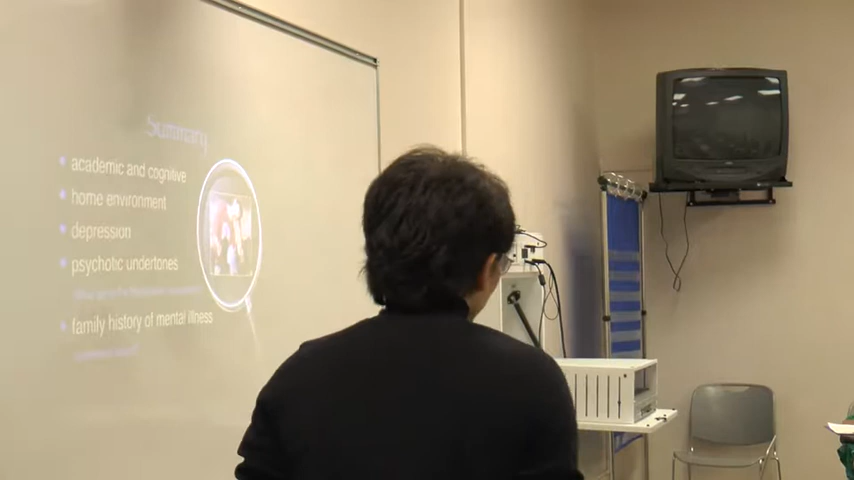 Summary
academic and cognitive
home environment
depression
psychotic undertones
family history of mental illness